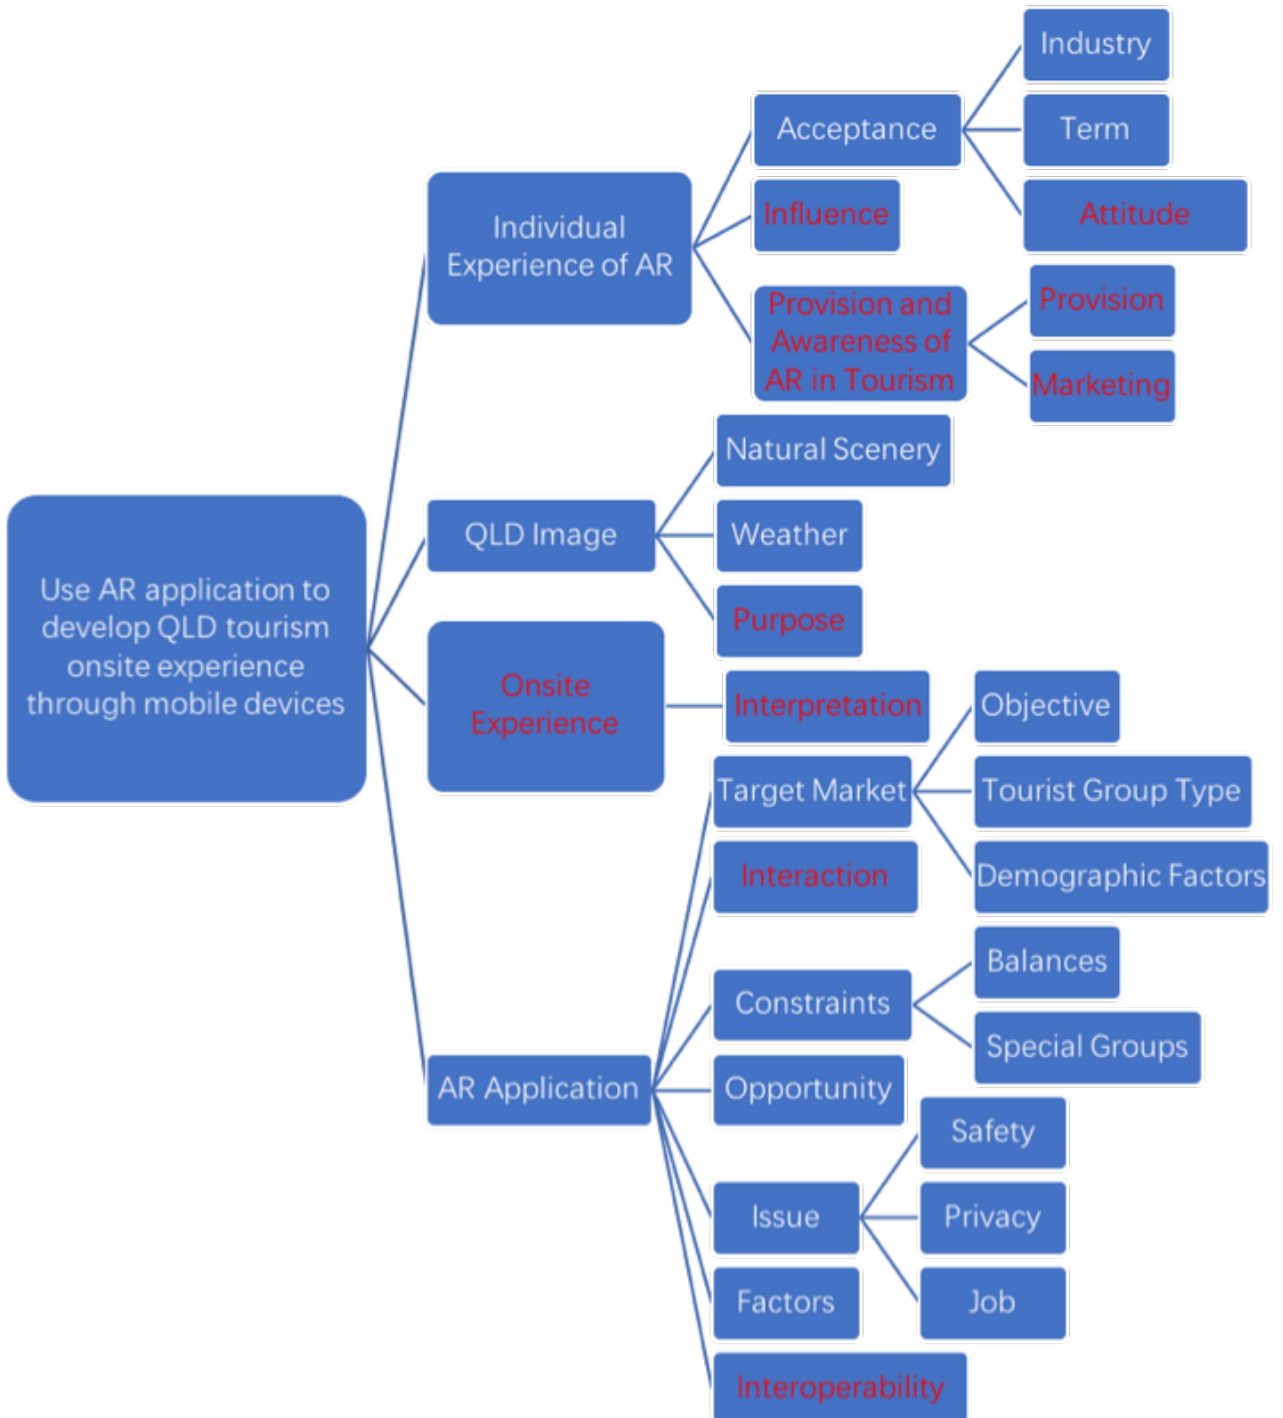 Use AR application to
develop QLD tourism
onsite experience
through mobile devices
Individual
Experience of AR
Acceptance
Industry
Term
Attitude
Influence
Provision and
Awareness of
AR in Tourism
Provision
Marketing
QLD Image
Natural Scenery
Weather
Purpose
Onsite
Experience
Interpretation
AR Application
Target Market
Objective
Tourist Group Type
Demographic Factors
Interaction
Constraints
Balances
Special Groups
Opportunity
Issue
Safety
Privacy
Job
Factors
Interoperability